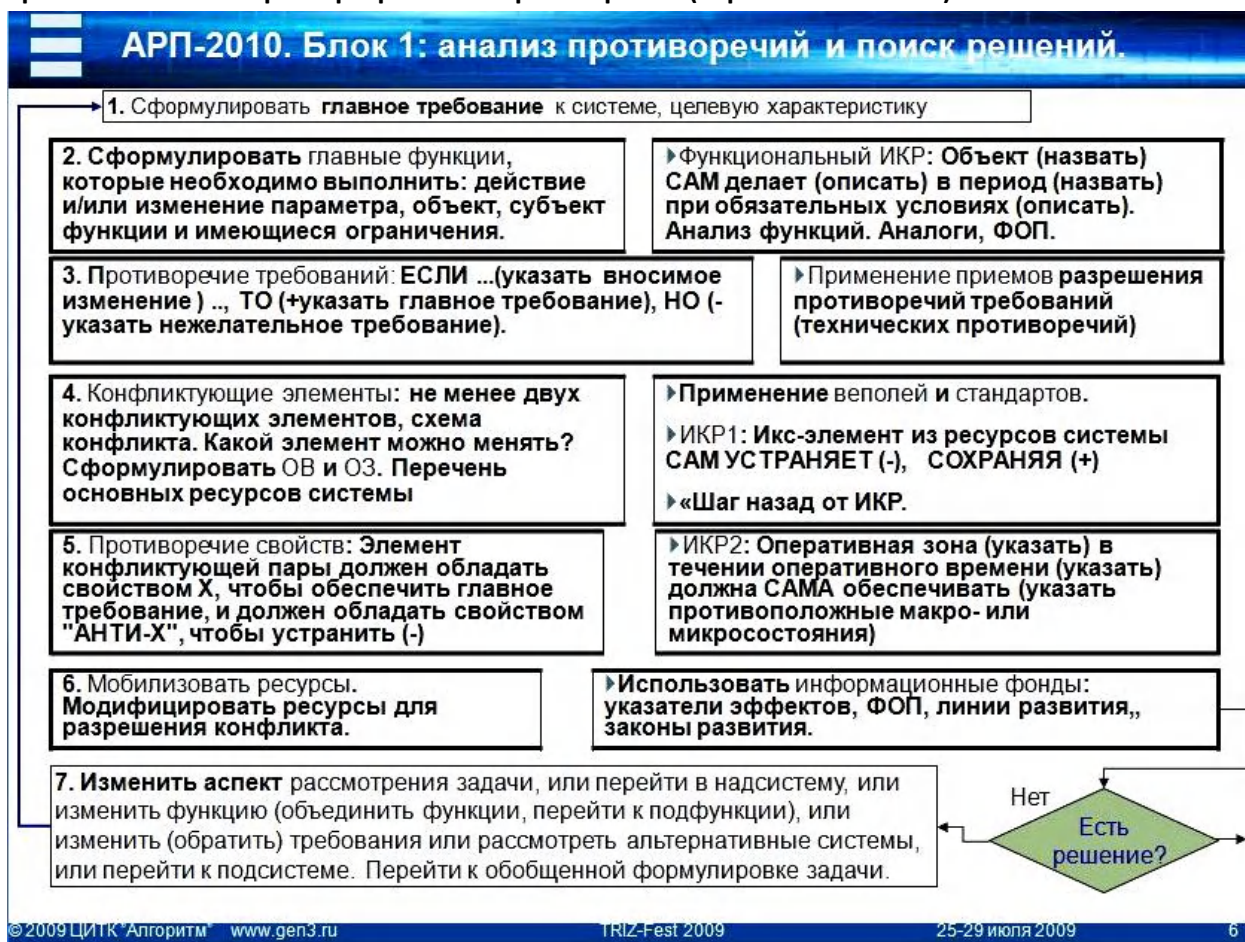 АРП-2010. Блок 1: анализ противоречий и поиск решений.
1. Сформулировать главное требование к системе, целевую характеристику
2. Сформулировать главные функции,
которые необходимо выполнить: действие
и/или изменение параметра, объект, субъект
функции и имеющиеся ограничения.
Функциональный ИКР: Объект (назвать)
САМ делает (описать) в период (назвать)
при обязательных условиях (описать).
Анализ функций. Аналоги, ФОП.
3. Противоречие требований: ЕСЛИ ...(указать вносимое
изменение ) .., ТО (+указать главное требование), НО (-
указать нежелательное требование).
Применение приемов разрешения
противоречий требований
(технических противоречий)
4. Конфликтующие элементы: не менее двух
конфликтующих элементов, схема
конфликта. Какой элемент можно менять?
Сформулировать ОВ и ОЗ. Перечень
основных ресурсов системы
Применение веполей и стандартов.
ИКР1: Икс-элемент из ресурсов системы
САМ УСТРАНЯЕТ (-), СОХРАНЯЯ (+)
«Шаг назад от ИКР.
5. Противоречие свойств: Элемент
конфликтующей пары должен обладать
свойством Х, чтобы обеспечить главное
требование, и должен обладать свойством
"АНТИ-Х", чтобы устранить (-)
ИКР2: Оперативная зона (указать) в
течении оперативного времени (указать)
должна САМА обеспечивать (указать
противоположные макро- или
микросостояния)
6. Мобилизовать ресурсы.
Модифицировать ресурсы для
разрешения конфликта.
Использовать информационные фонды:
указатели эффектов, ФОП, линии развития,,
законы развития.
7. Изменить аспект рассмотрения задачи, или перейти в надсистему, или
изменить функцию (объединить функции, перейти к подфункции), или
изменить (обратить) требования или рассмотреть альтернативные системы,
или перейти к подсистеме. Перейти к обобщенной формулировке задачи.
Нет
Есть
решение?
© 2009 ЦИТК "Алгоритм" www.gen3.ru TRIZ-Fest 2009 25-29 июля 2009 6